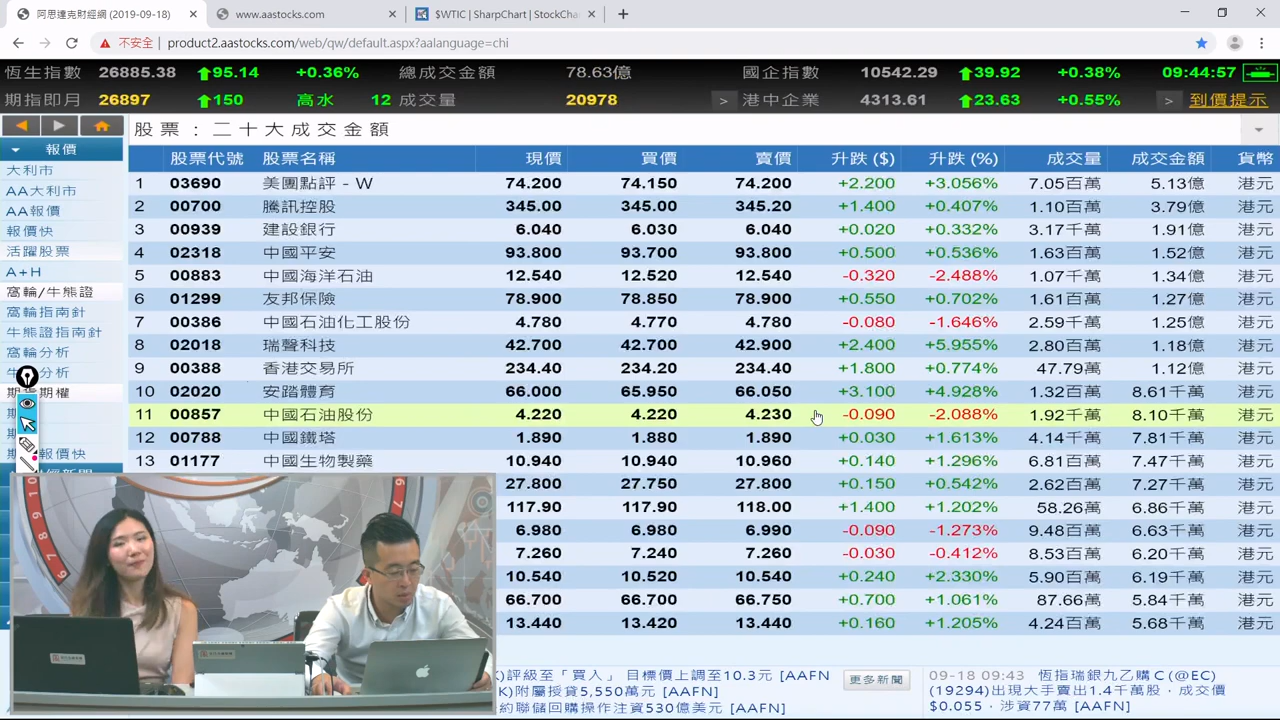 阿思達克財經網 (2019-09-18)
www.aastocks.com
$WTIC | SharpChart | StockCha
不安全 | product2.aastocks.com/web/qw/default.aspx?aalanguage=chi
恆生指數 26885.38 95.14 +0.36% 總成交金額 78.63億 國企指數 10542.29 39.92 +0.38% 09:44:57
期指即月 26897 150 高水 12 成交量 20978 > 港中企業 4313.61 23.63 +0.55% > 到價提示
股票：二十大成交金額
報價
大利市
AA大利市
AA報價
報價快
活躍股票
A+H
窩輪/牛熊證
窩輪指南針
牛熊證指南針
窩輪分析
分析
期權
報價快
股票代號 股票名稱 現價 買價 賣價 升跌 ($) 升跌 (%) 成交量 成交金額 貨幣
1 03690 美團點評 - W 74.200 74.150 74.200 +2.200 +3.056% 7.05百萬 5.13億 港元
2 00700 騰訊控股 345.00 345.00 345.20 +1.400 +0.407% 1.10百萬 3.79億 港元
3 00939 建設銀行 6.040 6.030 6.040 +0.020 +0.332% 3.17千萬 1.91億 港元
4 02318 中國平安 93.800 93.750 93.800 +0.500 +0.536% 1.63百萬 1.52億 港元
5 00883 中國海洋石油 12.540 12.520 12.540 -0.320 -2.488% 1.07千萬 1.34億 港元
6 01299 友邦保險 78.900 78.850 78.900 +0.550 +0.702% 1.61百萬 1.27億 港元
7 00386 中國石油化工股份 4.780 4.770 4.780 -0.080 -1.646% 2.59千萬 1.25億 港元
8 02018 瑞聲科技 42.700 42.700 42.900 +2.400 +5.955% 2.80百萬 1.18億 港元
9 00388 香港交易所 234.40 234.20 234.40 +1.800 +0.774% 47.79萬 1.12億 港元
10 02020 安踏體育 66.000 65.950 66.050 +3.100 +4.928% 1.32百萬 8.61千萬 港元
11 00857 中國石油股份 4.220 4.220 4.230 -0.090 -2.088% 1.92千萬 8.10千萬 港元
12 00788 中國鐵塔 1.890 1.880 1.890 +0.030 +1.613% 4.14千萬 7.81千萬 港元
13 01177 中國生物製藥 10.940 10.940 10.960 +0.140 +1.296% 6.81百萬 7.47千萬 港元
27.800 27.750 27.800 +0.150 +0.542% 2.62百萬 7.27千萬 港元
117.90 117.90 118.00 +1.400 +1.202% 58.26萬 6.86千萬 港元
6.980 6.980 6.990 -0.090 -1.273% 9.48百萬 6.63千萬 港元
7.260 7.240 7.260 -0.030 -0.412% 8.53百萬 6.20千萬 港元
10.540 10.520 10.540 +0.240 +2.330% 5.90百萬 6.19千萬 港元
66.700 66.700 66.750 +0.700 +1.061% 87.66萬 5.84千萬 港元
13.440 13.420 13.440 +0.160 +1.205% 4.24百萬 5.68千萬 港元
)評級至「買入」 目標價上調至10.3元 [AAFN
K)附屬授貸5,550萬元 [AAFN]
約聯儲回購操作注資530億美元 [AAFN]
更多新聞
09-18 09:43 恆指瑞銀九乙購Ｃ(@EC)
(19294)出現大手賣出1.4千萬股．成交價
$0.055．涉資77萬 [AAFN]